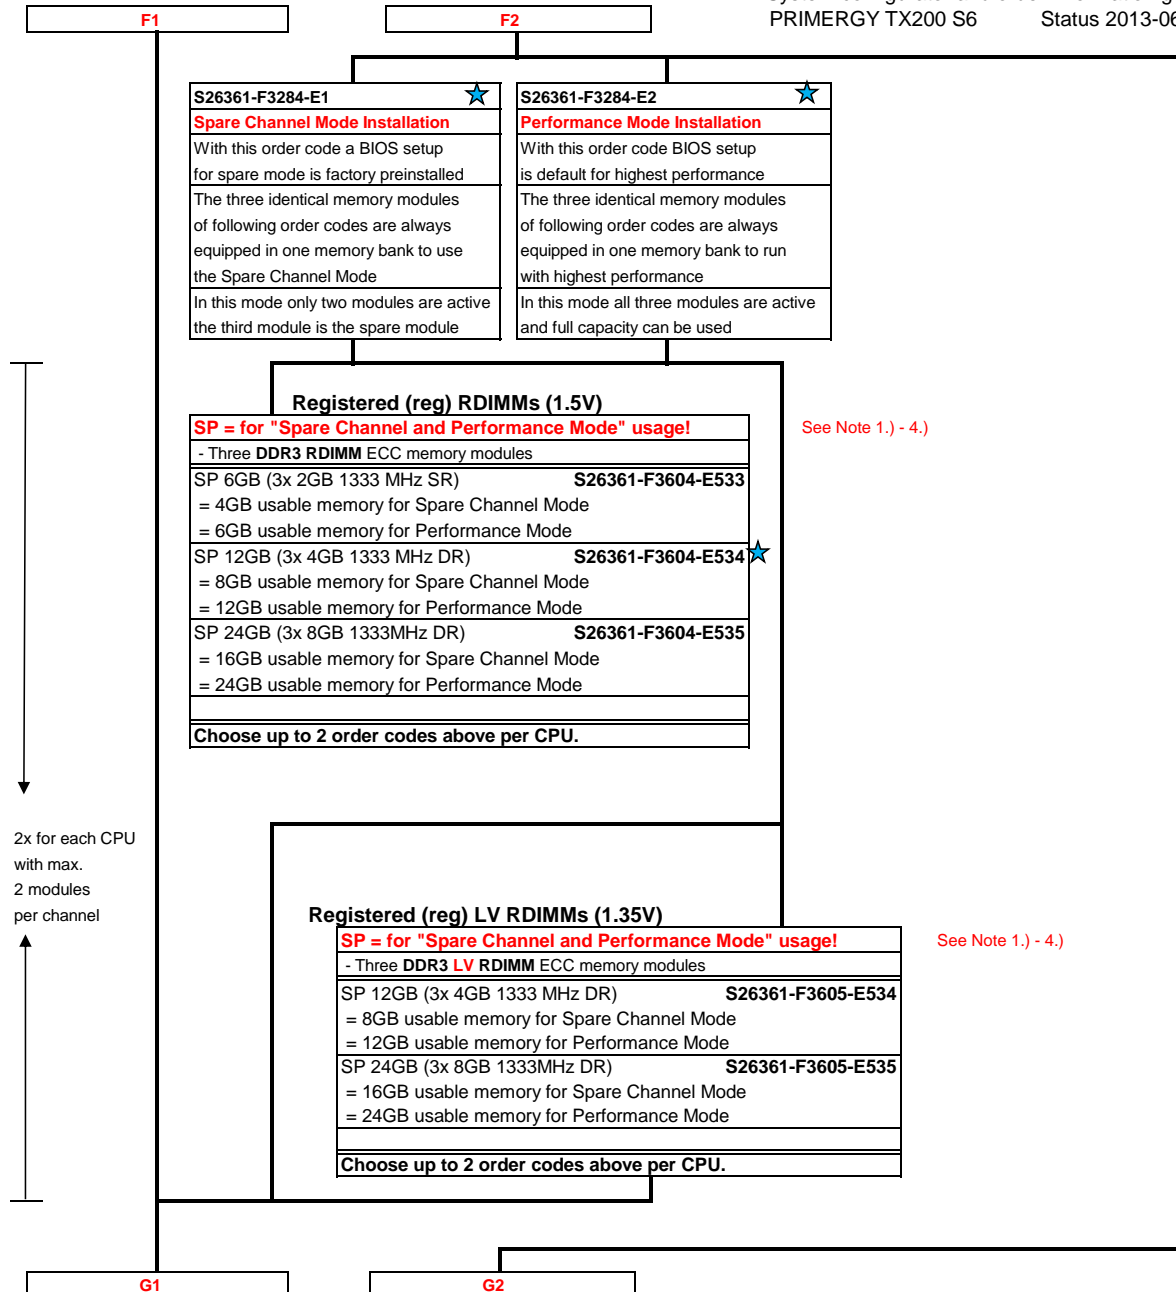 PRIMERGY TX200 S6 Status 2013-06
F1
F2
S26361-F3284-E1
Spare Channel Mode Installation
With this order code a BIOS setup
for spare mode is factory preinstalled
The three identical memory modules
of following order codes are always
equipped in one memory bank to use
the Spare Channel Mode
In this mode only two modules are active
the third module is the spare module
S26361-F3284-E2
Performance Mode Installation
With this order code BIOS setup
is default for highest performance
The three identical memory modules
of following order codes are always
equipped in one memory bank to run
with highest performance
In this mode all three modules are active
and full capacity can be used
Registered (reg) RDIMMs (1.5V)
SP = for "Spare Channel and Performance Mode" usage!
See Note 1.) - 4.)
- Three DDR3 RDIMM ECC memory modules
SP 6GB (3x 2GB 1333 MHz SR) S26361-F3604-E533
= 4GB usable memory for Spare Channel Mode
= 6GB usable memory for Performance Mode
SP 12GB (3x 4GB 1333 MHz DR) S26361-F3604-E534
= 8GB usable memory for Spare Channel Mode
= 12GB usable memory for Performance Mode
SP 24GB (3x 8GB 1333MHz DR) S26361-F3604-E535
= 16GB usable memory for Spare Channel Mode
= 24GB usable memory for Performance Mode
Choose up to 2 order codes above per CPU.
2x for each CPU
with max.
2 modules
per channel
Registered (reg) LV RDIMMs (1.35V)
SP = for "Spare Channel and Performance Mode" usage!
See Note 1.) - 4.)
- Three DDR3 LV RDIMM ECC memory modules
SP 12GB (3x 4GB 1333 MHz DR) S26361-F3605-E534
= 8GB usable memory for Spare Channel Mode
= 12GB usable memory for Performance Mode
SP 24GB (3x 8GB 1333MHz DR) S26361-F3605-E535
= 16GB usable memory for Spare Channel Mode
= 24GB usable memory for Performance Mode
Choose up to 2 order codes above per CPU.
G1
G2